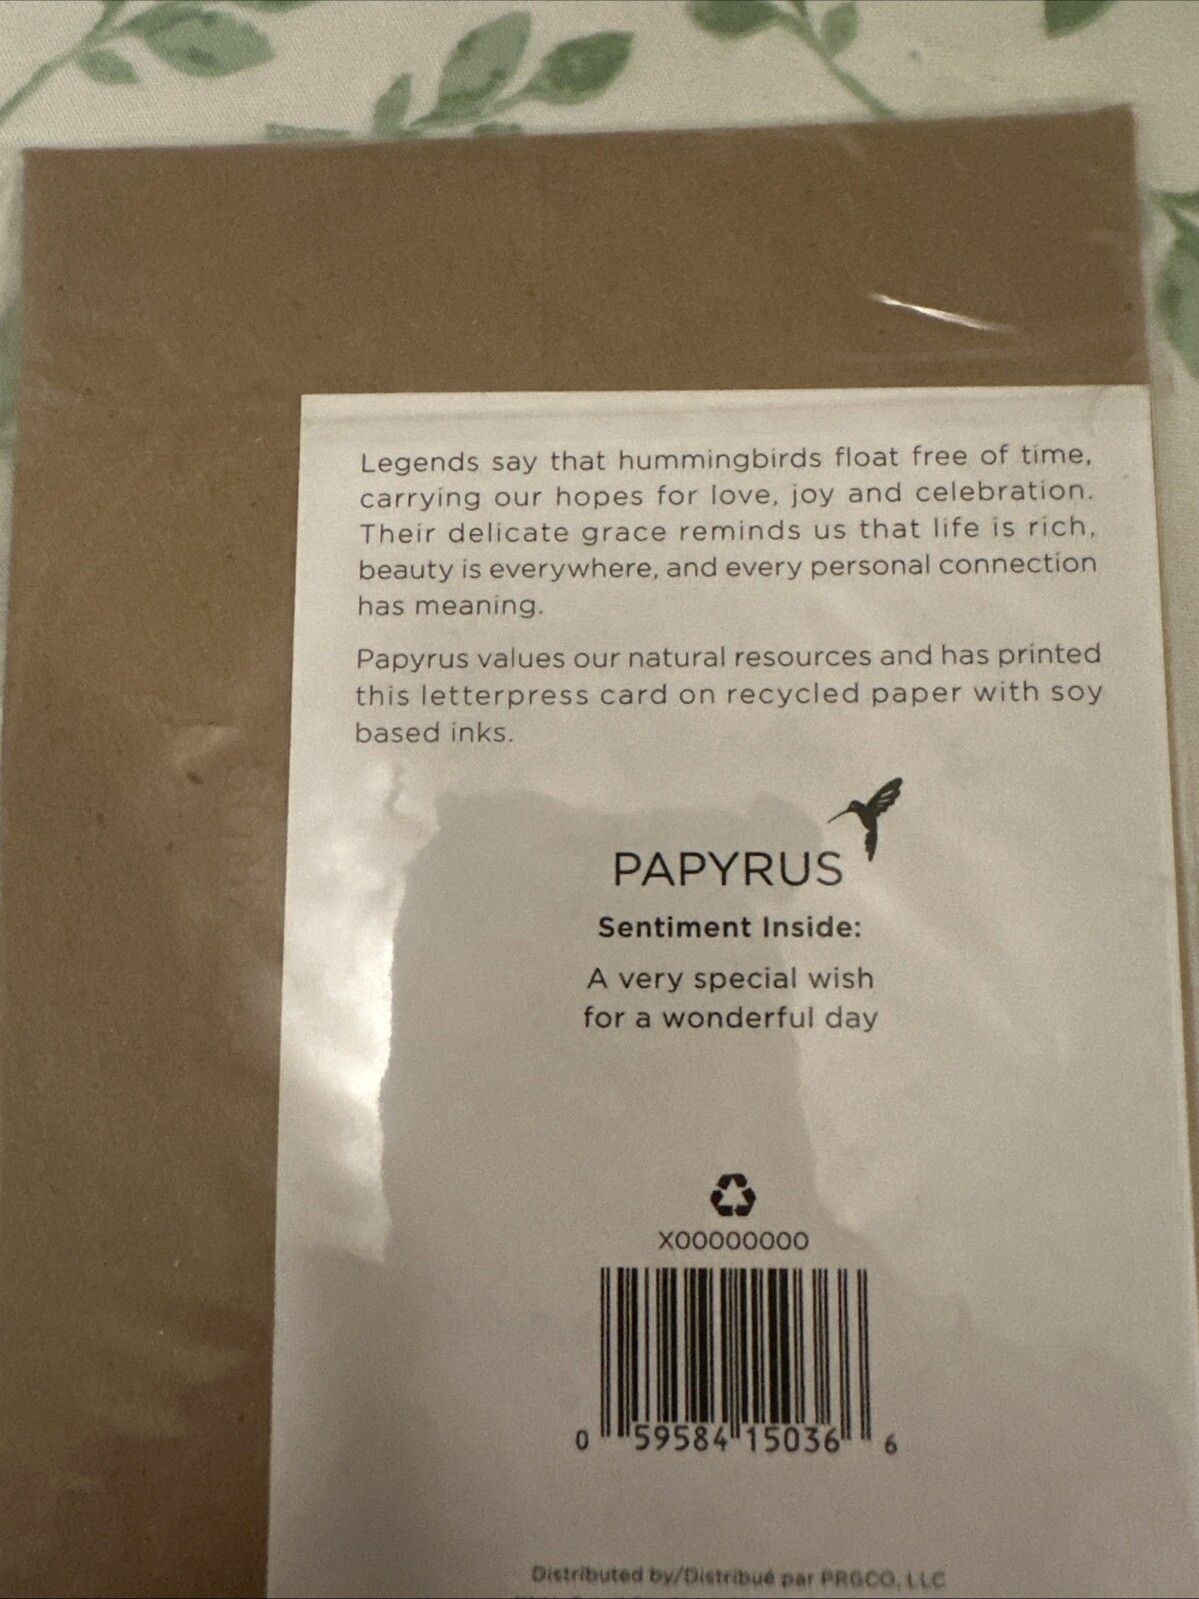 Legends say that hummingbirds float free of time,
carrying our hopes for love, joy and celebration.
Their delicate grace reminds us that life is rich,
beauty is everywhere, and every personal connection
has meaning.
Papyrus values our natural resources and has printed
this letterpress card on recycled paper with soy
based inks.
PAPYRUS
Sentiment Inside:
A very special wish
for a wonderful day
X00000000
0 59584 15036 6
Distributed by/Distribué par PRGCO, LLC